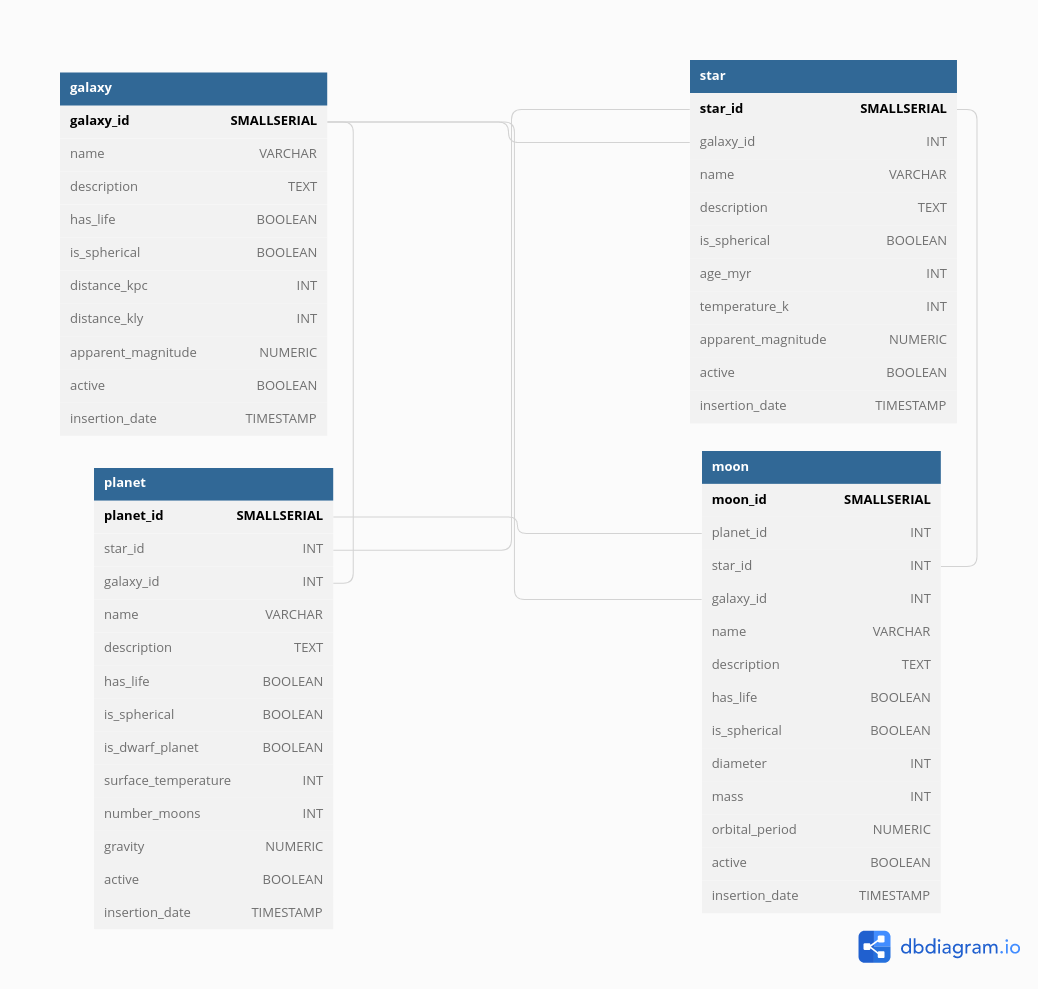 galaxy
galaxy_id SMALLSERIAL
name VARCHAR
description TEXT
has_life BOOLEAN
is_spherical BOOLEAN
distance_kpc INT
distance_kly INT
apparent_magnitude NUMERIC
active BOOLEAN
insertion_date TIMESTAMP
star
star_id SMALLSERIAL
galaxy_id INT
name VARCHAR
description TEXT
is_spherical BOOLEAN
age_myr INT
temperature_k INT
apparent_magnitude NUMERIC
active BOOLEAN
insertion_date TIMESTAMP
planet
planet_id SMALLSERIAL
star_id INT
galaxy_id INT
name VARCHAR
description TEXT
has_life BOOLEAN
is_spherical BOOLEAN
is_dwarf_planet BOOLEAN
surface_temperature INT
number_moons INT
gravity NUMERIC
active BOOLEAN
insertion_date TIMESTAMP
moon
moon_id SMALLSERIAL
planet_id INT
star_id INT
galaxy_id INT
name VARCHAR
description TEXT
has_life BOOLEAN
is_spherical BOOLEAN
diameter INT
mass INT
orbital_period NUMERIC
active BOOLEAN
insertion_date TIMESTAMP
dbdiagram.io